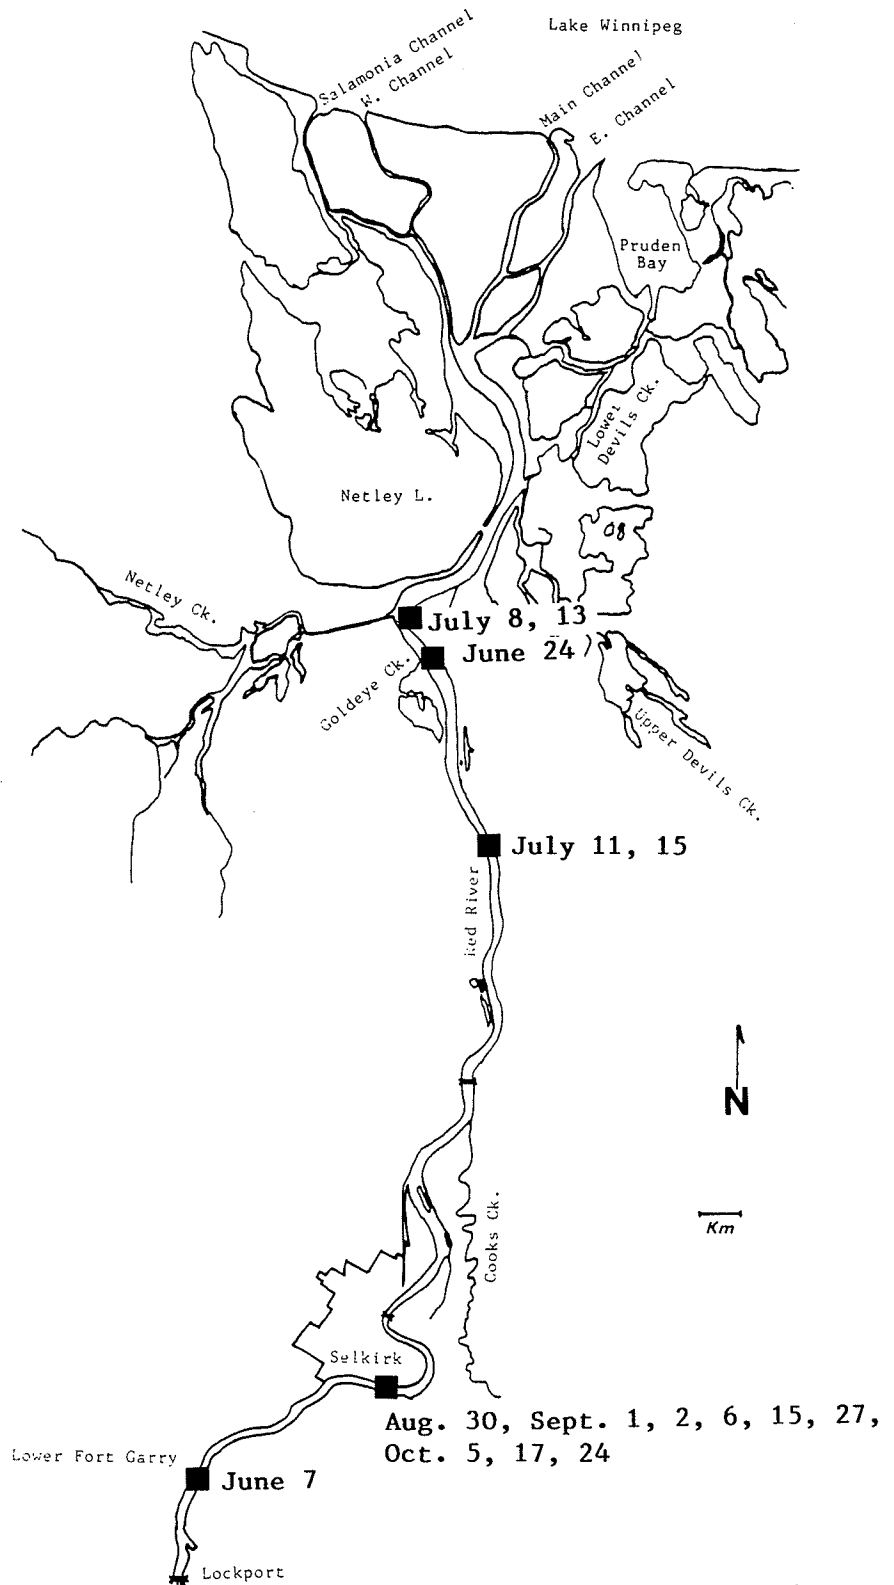 Lake Winnipeg
Salamonia Channel
W. Channel
Main Channel
E. Channel
Pruden
Bay
Lower
Devils Ck.
Netley L.
Netley Ck.
July 8, 13
June 24
Goldeye Ck.
Upper Devils Ck.
July 11, 15
Red River
N
Km
Cooks Ck.
Selkirk
Aug. 30, Sept. 1, 2, 6, 15, 27,
Oct. 5, 17, 24
Lower Fort Garry
June 7
Lockport